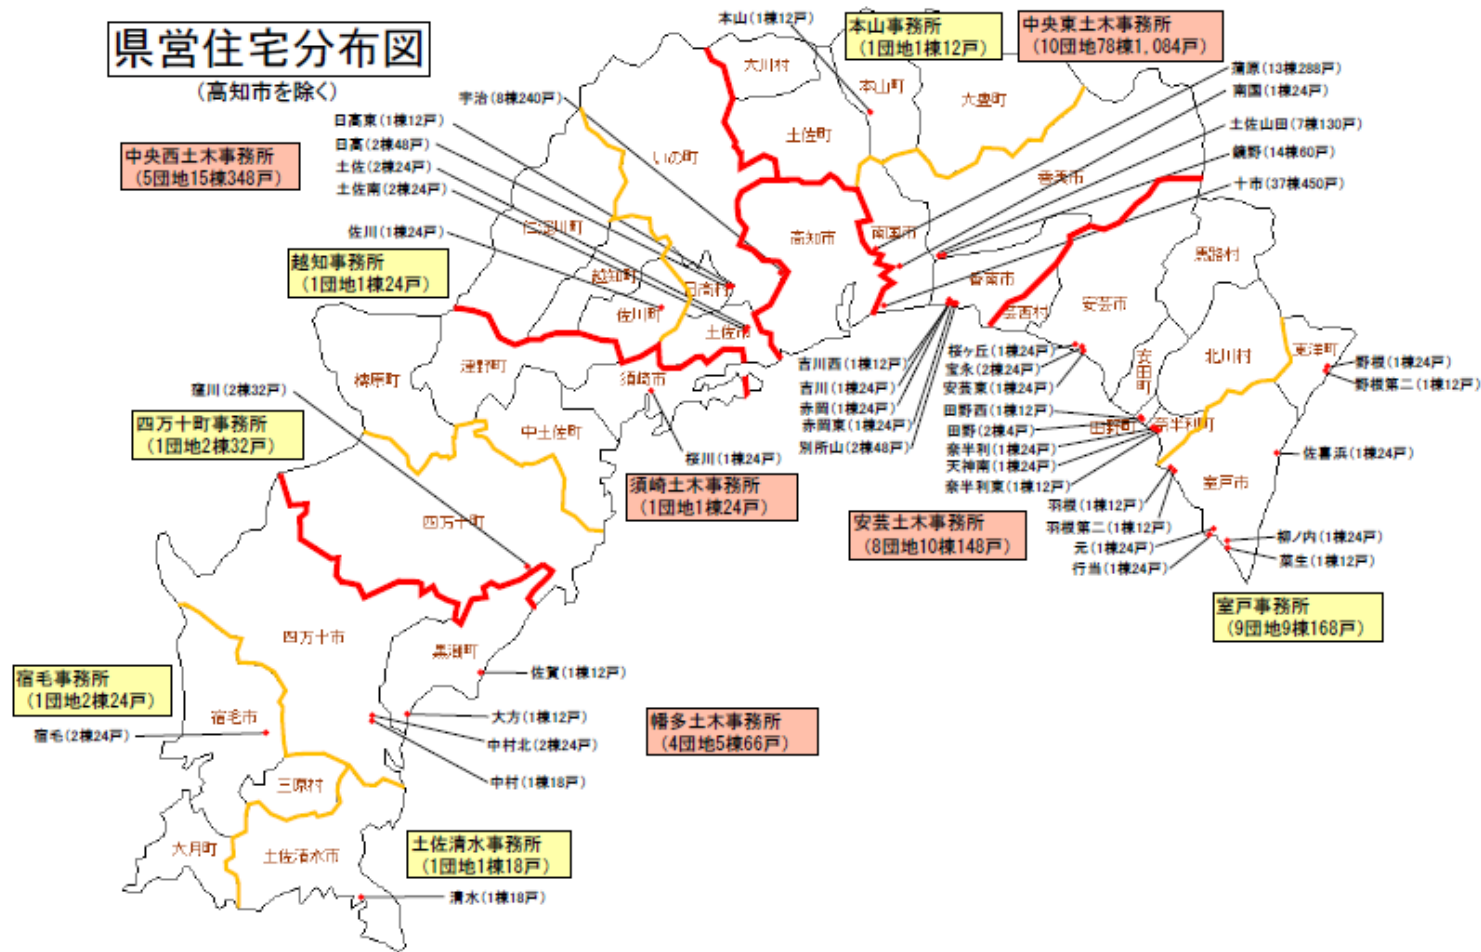 県営住宅分布図
(高知市を除く)
本山(1棟12戸)
本山事務所
(1団地1棟12戸)
中央東土木事務所
(10団地78棟1,084戸)
蒲原(13棟288戸)
南国(1棟24戸)
土佐山田(7棟130戸)
鏡野(14棟60戸)
十市(37棟450戸)
宇治(8棟240戸)
日高東(1棟12戸)
日高(2棟48戸)
土佐(2棟24戸)
土佐南(2棟24戸)
佐川(1棟24戸)
中央西土木事務所
(5団地15棟348戸)
越知事務所
(1団地1棟24戸)
大川村
本山町
大豊町
土佐町
いの町
香美市
高知市
南国市
仁淀川町
越知町
日高村
佐川町
土佐市
香南市
芸西村
安芸市
馬路村
北川村
東洋町
安田町
田野町
奈半利町
室戸市
津野町
梼原町
須崎市
中土佐町
四万十町
窪川(2棟32戸)
四万十町事務所
(1団地2棟32戸)
桜川(1棟24戸)
須崎土木事務所
(1団地1棟24戸)
吉川西(1棟12戸)
吉川(1棟24戸)
赤岡(1棟24戸)
赤岡東(1棟24戸)
別所山(2棟48戸)
桜ヶ丘(1棟24戸)
宝永(2棟24戸)
安芸東(1棟24戸)
田野西(1棟12戸)
田野(2棟4戸)
奈半利(1棟24戸)
天神南(1棟24戸)
奈半利東(1棟12戸)
羽根(1棟12戸)
羽根第二(1棟12戸)
元(1棟24戸)
行当(1棟24戸)
野根(1棟24戸)
野根第二(1棟12戸)
佐喜浜(1棟24戸)
柳ノ内(1棟24戸)
菜生(1棟12戸)
安芸土木事務所
(8団地10棟148戸)
室戸事務所
(9団地9棟168戸)
四万十市
黒潮町
佐賀(1棟12戸)
大方(1棟12戸)
中村北(2棟24戸)
中村(1棟18戸)
幡多土木事務所
(4団地5棟66戸)
宿毛事務所
(1団地2棟24戸)
宿毛市
宿毛(2棟24戸)
三原村
大月町
土佐清水市
土佐清水事務所
(1団地1棟18戸)
清水(1棟18戸)